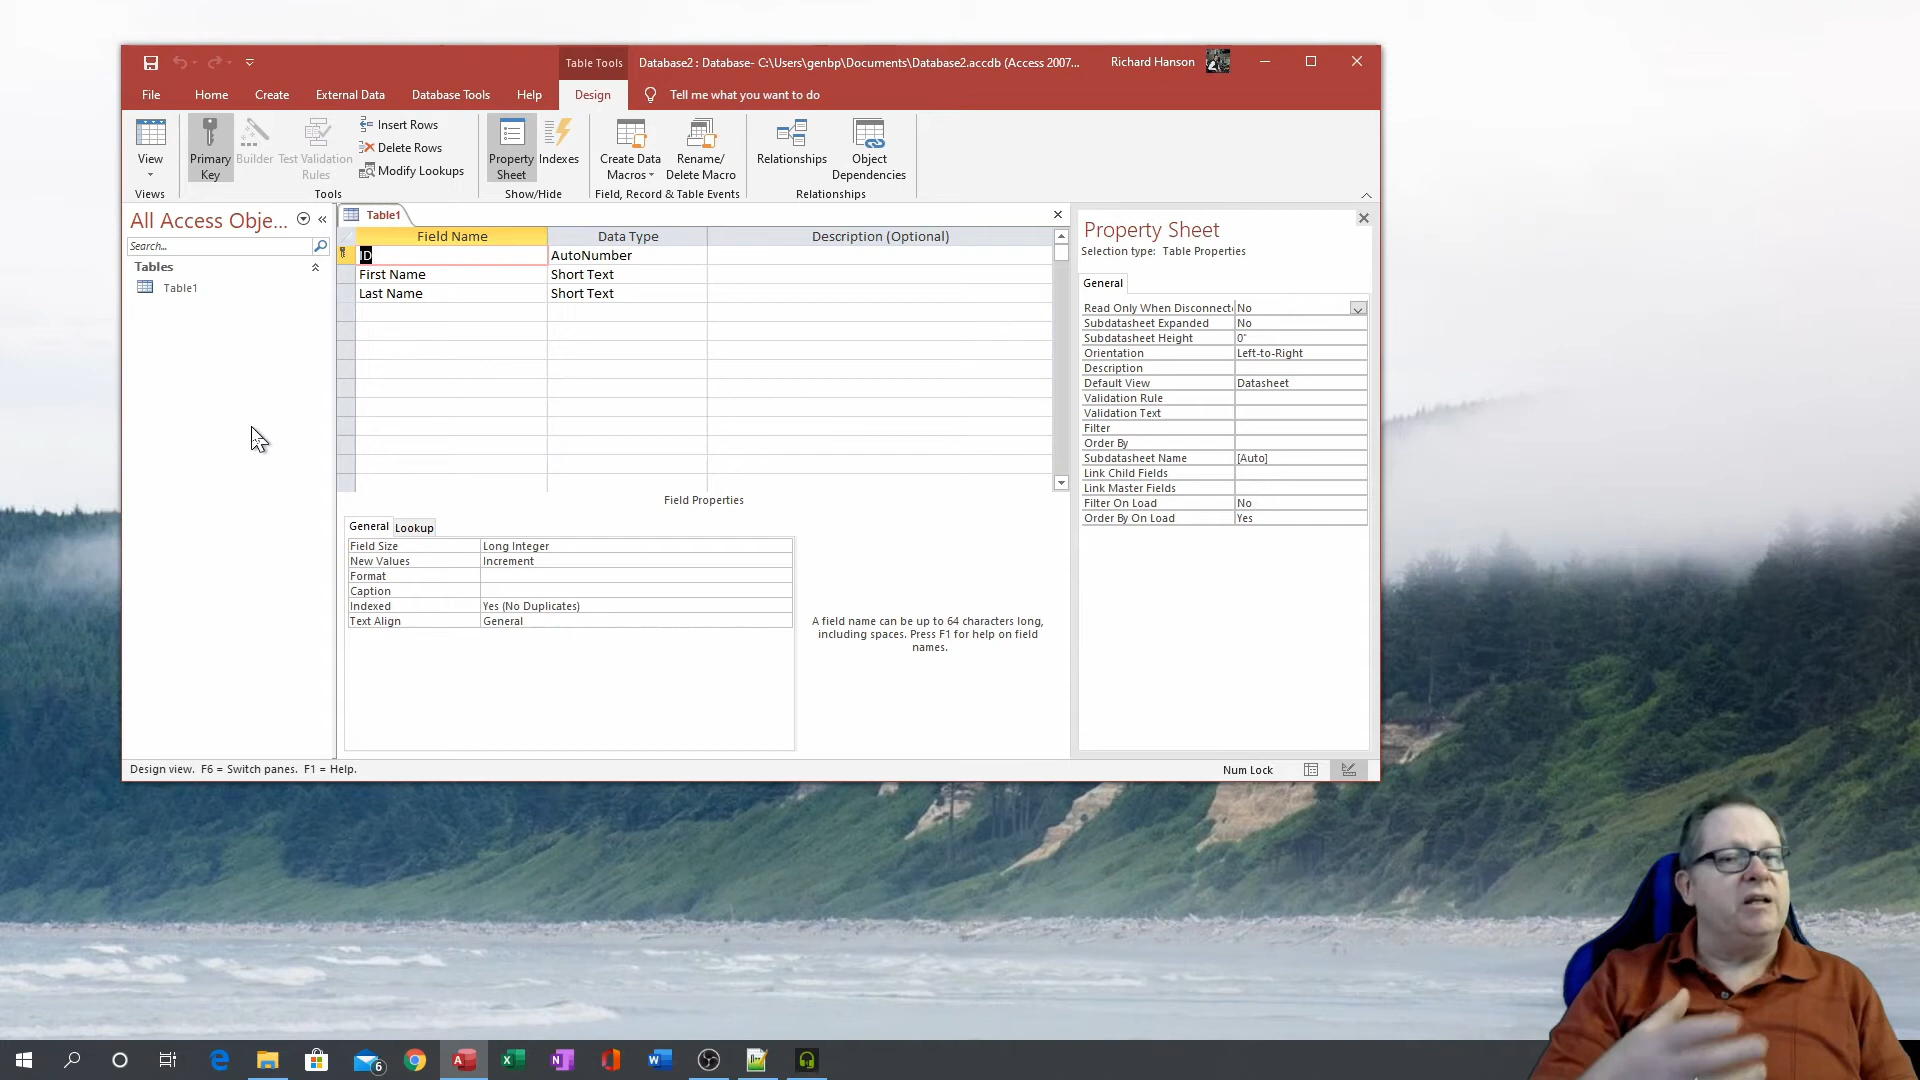 Table Tools
Database2 : Database- C:\Users\genbp\Documents\Database2.accdb (Access 2007...
Richard Hanson
File
Home
Create
External Data
Database Tools
Help
Design
Tell me what you want to do
View
Primary Key
Builder
Test Validation Rules
Insert Rows
Delete Rows
Modify Lookups
Property Sheet
Indexes
Create Data Macros
Rename/ Delete Macro
Relationships
Object Dependencies
Views
Tools
Show/Hide
Field, Record & Table Events
Relationships
All Access Obje...
Search...
Tables
Table1
Table1
Field Name Data Type Description (Optional)
ID AutoNumber
First Name Short Text
Last Name Short Text
Field Properties
General Lookup
Field Size Long Integer
New Values Increment
Format
Caption
Indexed Yes (No Duplicates)
Text Align General
A field name can be up to 64 characters long,
including spaces. Press F1 for help on field
names.
Property Sheet
Selection type: Table Properties
General
Read Only When Disconnect No
Subdatasheet Expanded No
Subdatasheet Height 0"
Orientation Left-to-Right
Description
Default View Datasheet
Validation Rule
Validation Text
Filter
Order By
Subdatasheet Name [Auto]
Link Child Fields
Link Master Fields
Filter On Load No
Order By On Load Yes
Design view. F6 = Switch panes. F1 = Help.
Num Lock
6